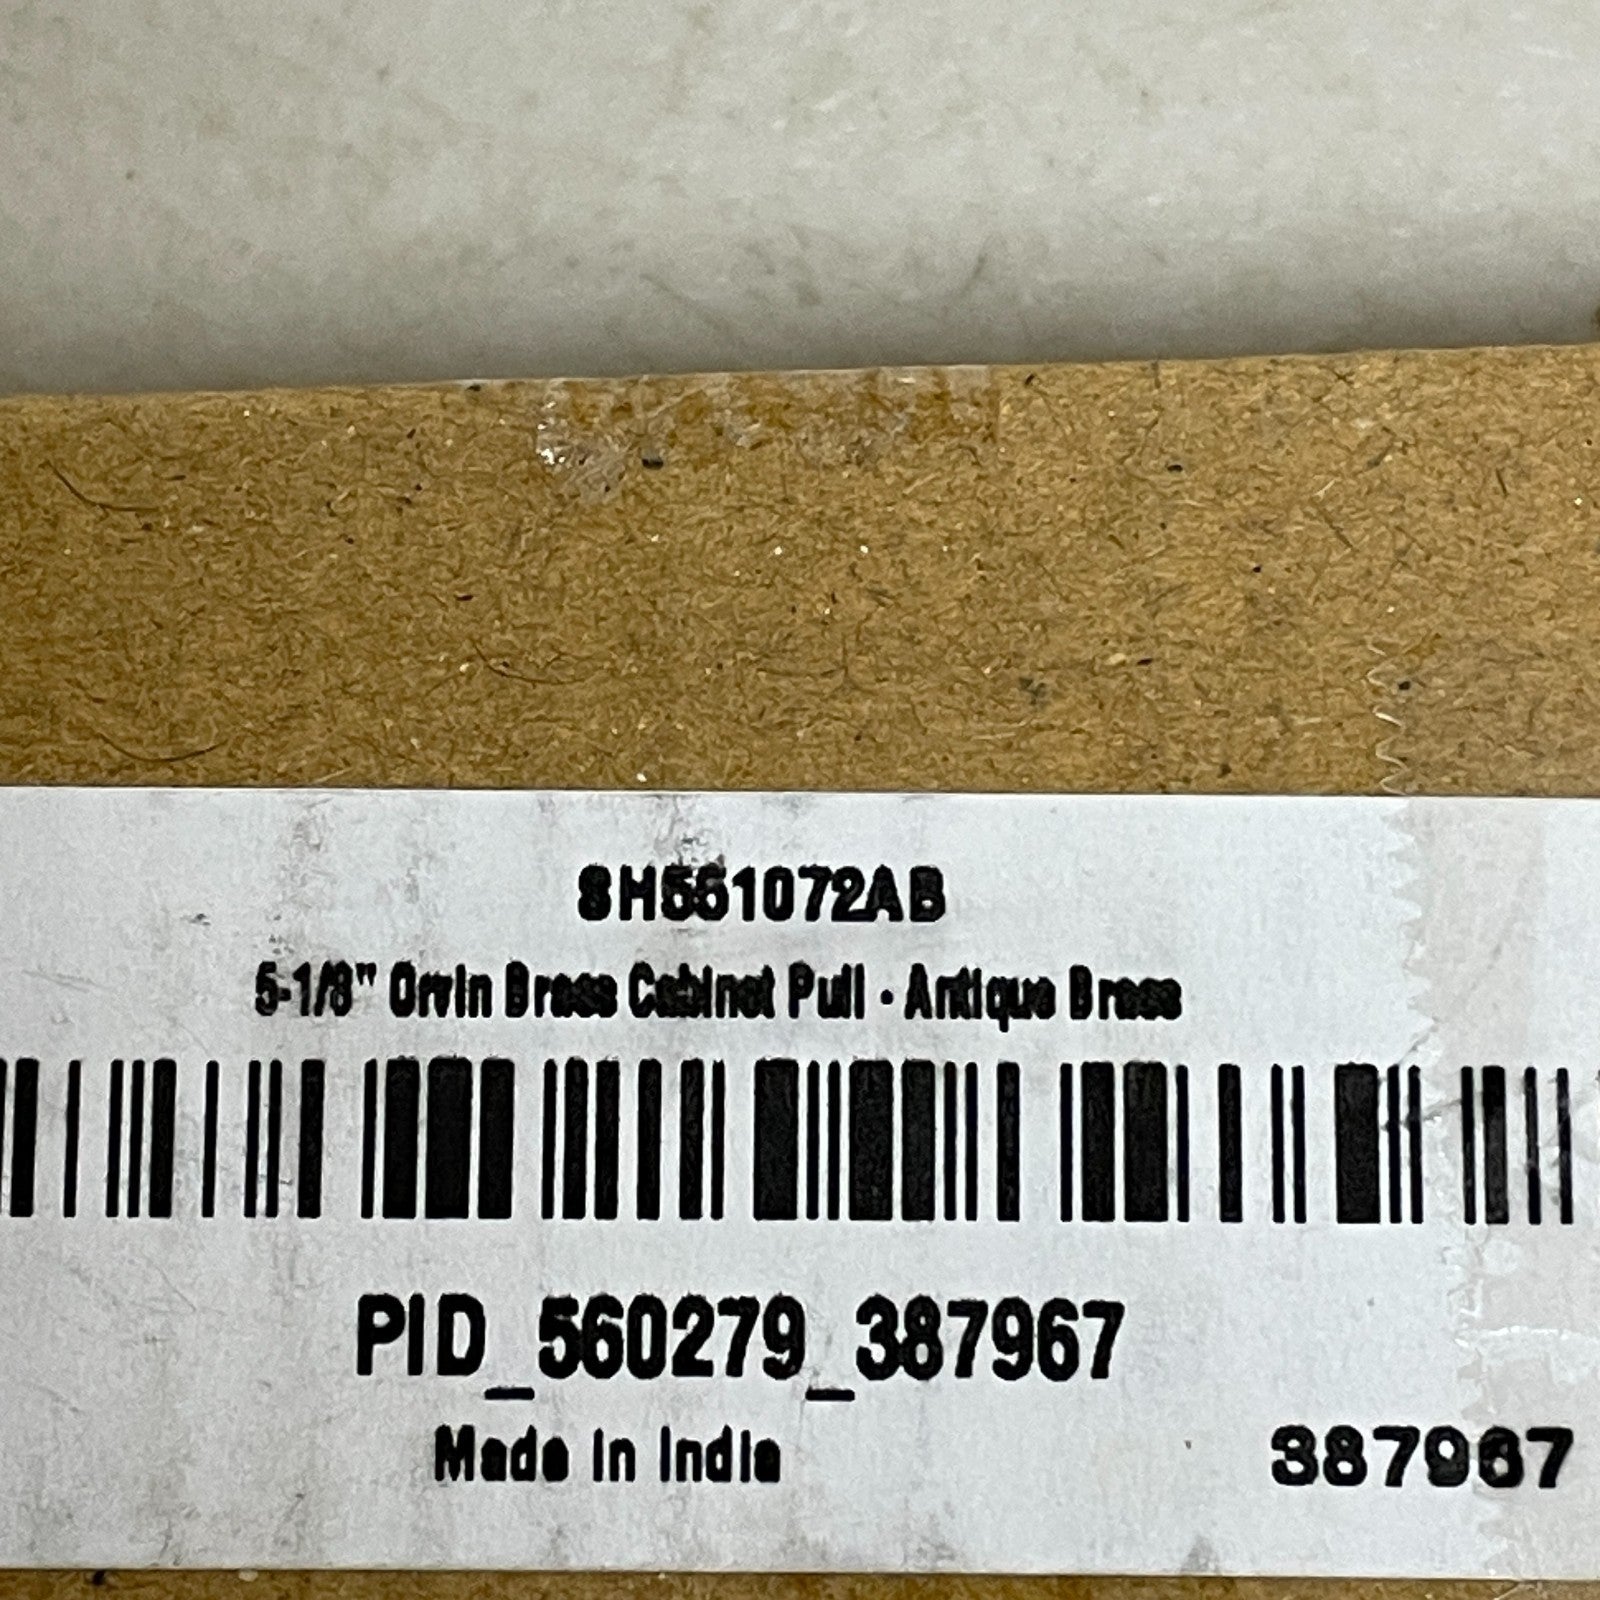 SH551072AB
5-1/8" Orvin Brass Cabinet Pull - Antique Brass
PID_560279_387967
Made in India
387967